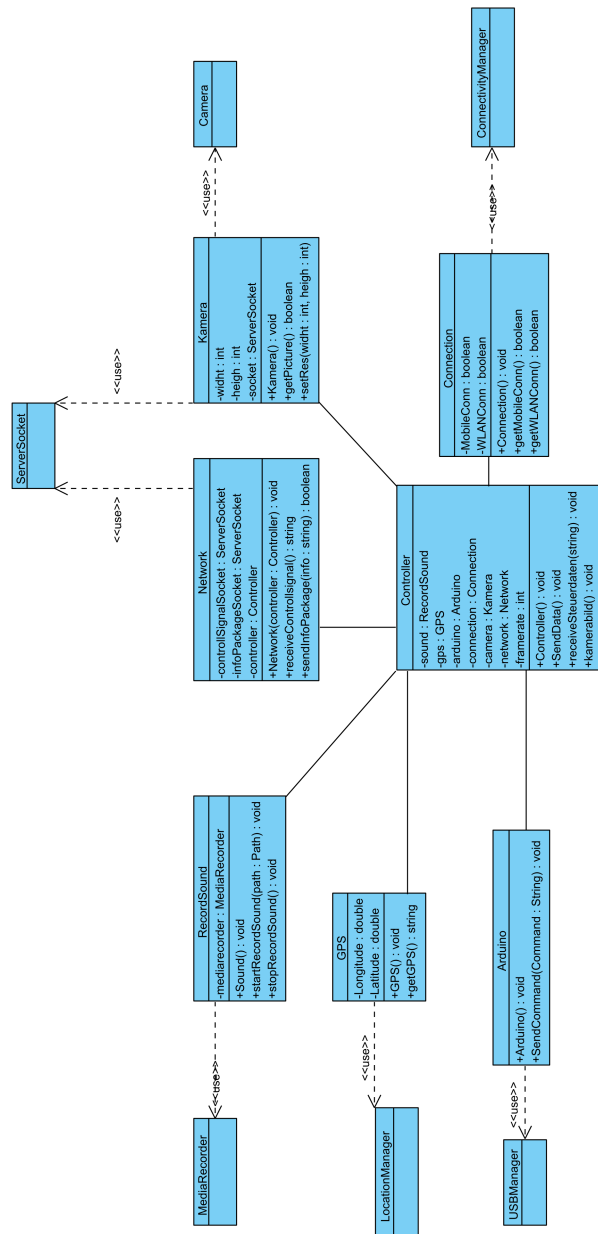 ServerSocket
<<use>>
<<use>>
MediaRecorder
<<use>>
RecordSound
-mediarecorder : MediaRecorder
+Sound() : void
+startRecordSound(path : Path) : void
+stopRecordSound() : void
Network
-controllSignalSocket : ServerSocket
-infoPackageSocket : ServerSocket
-controller : Controller
+Network(controller : Controller) : void
+receiveControllsignal() : string
+sendInfoPackage(info : string) : boolean
Kamera
-widht : int
-heigh : int
-socket : ServerSocket
+Kamera() : void
+getPicture() : boolean
+setRes(widht : int, heigh : int)
<<use>>
Camera
LocationManager
<<use>>
GPS
-Longitude : double
-Latitude : double
+GPS() : void
+getGPS() : string
Controller
-sound : RecordSound
-gps : GPS
-arduino : Arduino
-connection : Connection
-camera : Kamera
-network : Network
-framerate : int
+Controller() : void
+SendData() : void
+receiveSteuerdaten(string) : void
+kamerabild() : void
Connection
-MobileConn : boolean
-WLANConn : boolean
+Connection() : void
+getMobileConn() : boolean
+getWLANConn() : boolean
<<use>>
ConnectivityManager
USBManager
<<use>>
Arduino
+Arduino() : void
+SendCommand(Command : String) : void